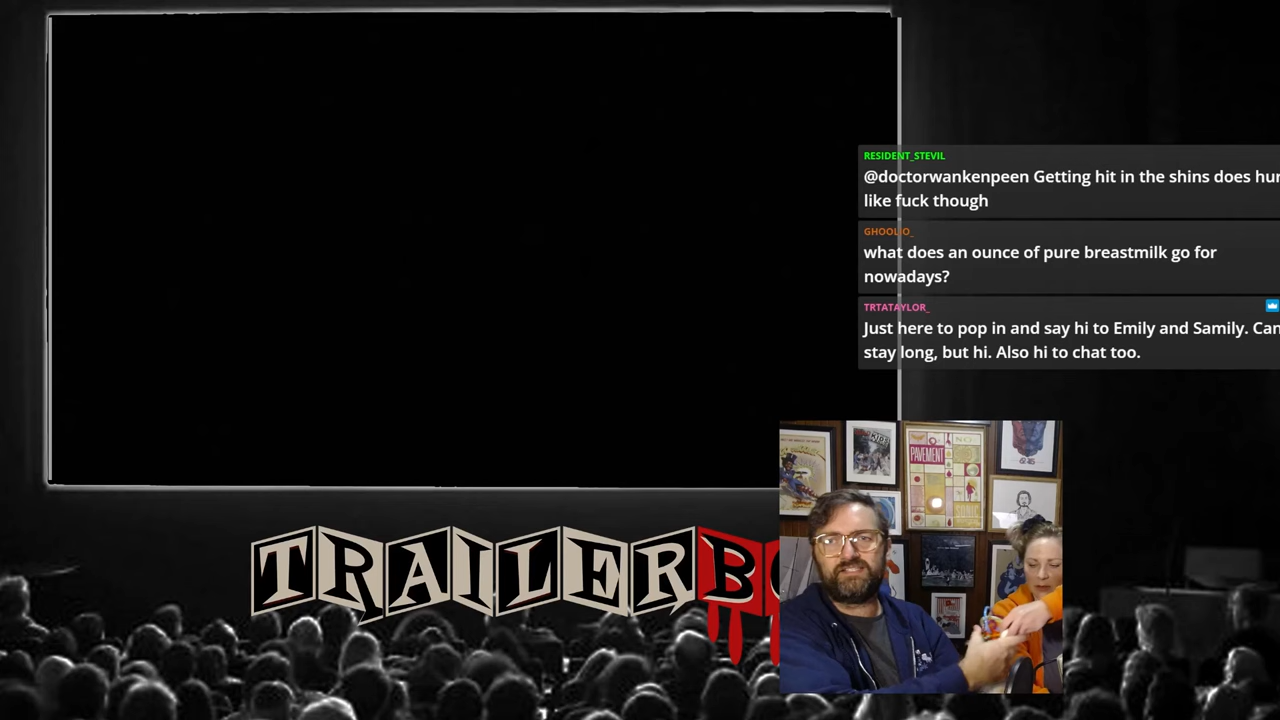 RESIDENT_STEVIL
@doctorwankenpeen Getting hit in the shins does hur
like fuck though
GHOOLIO_
what does an ounce of pure breastmilk go for
nowadays?
TRTATAYLOR_
Just here to pop in and say hi to Emily and Samily. Can
stay long, but hi. Also hi to chat too.
PAVEMENT
TRAILERB